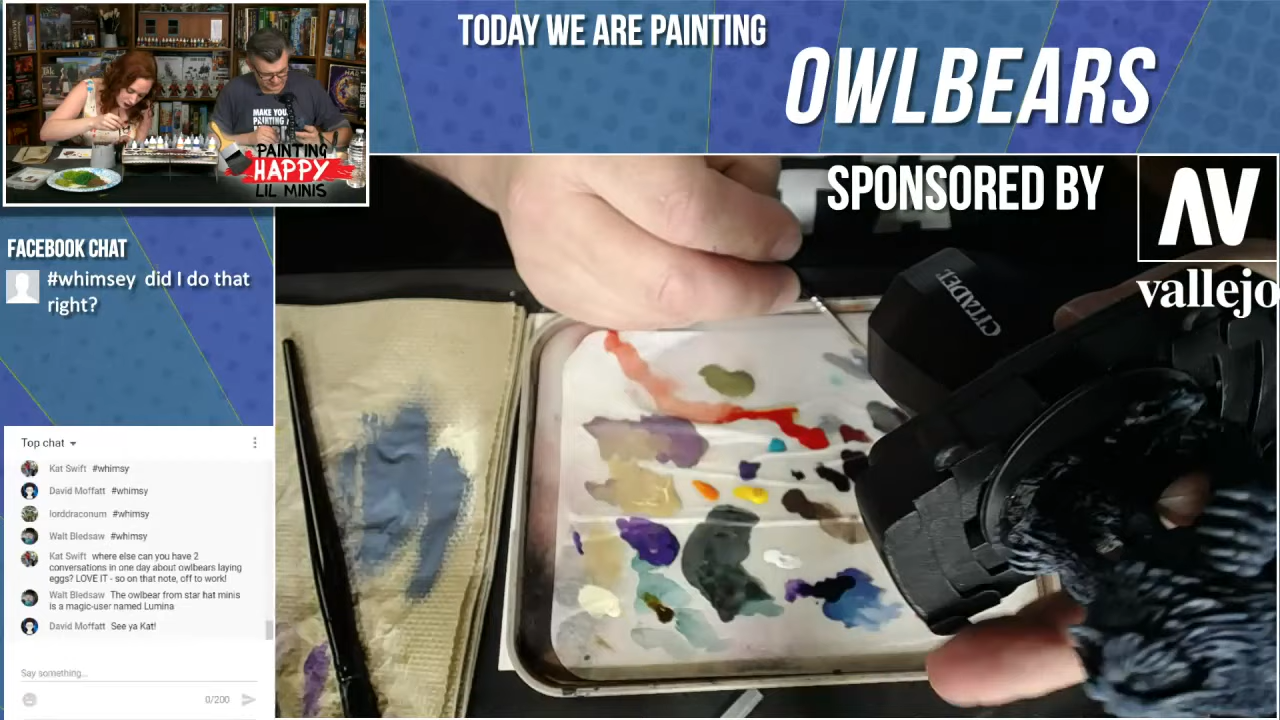 TODAY WE ARE PAINTING
OWLBEARS
SPONSORED BY
AV
vallejo
MAKE YOU
PAINTING
PAINTING
HAPPY
LIL MINIS
CITADEL
FACEBOOK CHAT
#whimsey did I do that
right?
Top chat
Kat Swift #whimsy
David Moffatt #whimsy
lorddraconum #whimsy
Walt Bledsaw #whimsy
Kat Swift where else can you have 2
conversations in one day about owlbears laying
eggs? LOVE IT - so on that note, off to work!
Walt Bledsaw The owlbear from star hat minis
is a magic-user named Lumina
David Moffatt See ya Kat!
Say something...
0/200